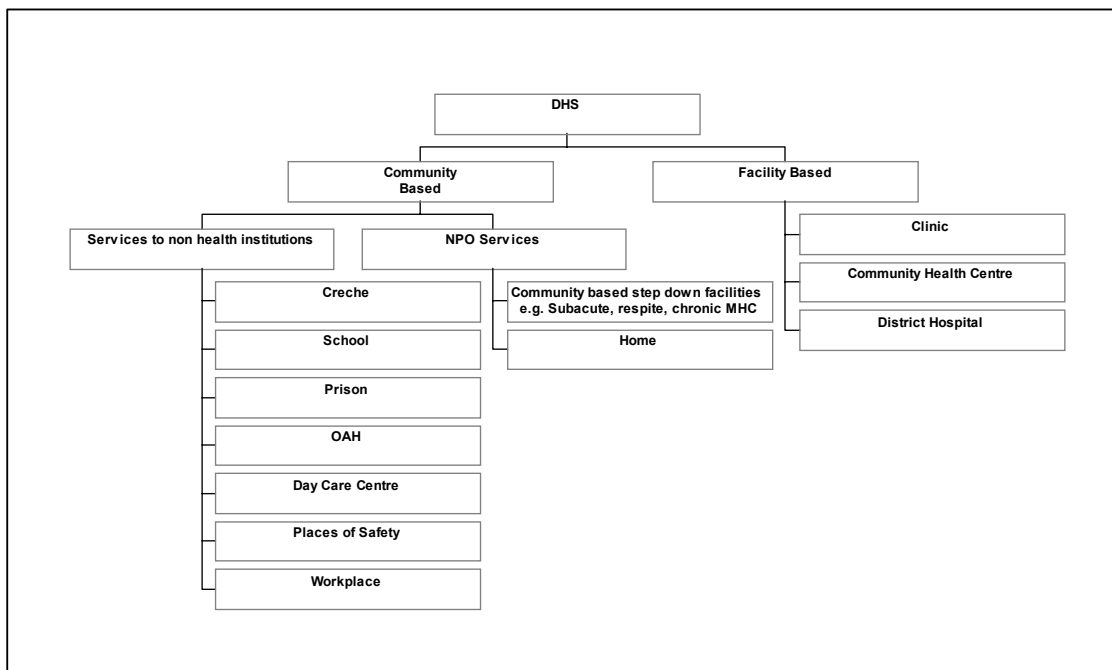 DHS
Community
Based
Facility Based
Services to non health institutions
NPO Services
Clinic
Creche
Community based step down facilities
e.g. Subacute, respite, chronic MHC
Community Health Centre
School
Home
District Hospital
Prison
OAH
Day Care Centre
Places of Safety
Workplace